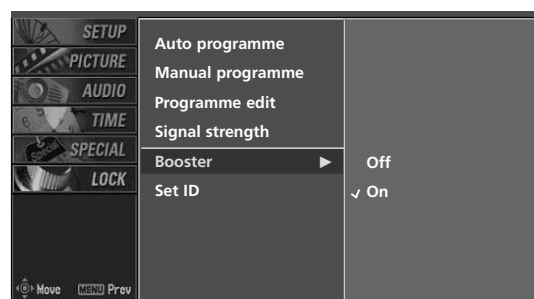 SETUP
PICTURE
AUDIO
TIME
SPECIAL
LOCK
Move MENU Prev
Auto programme
Manual programme
Programme edit
Signal strength
Booster ▶
Set ID
Off
✓ On